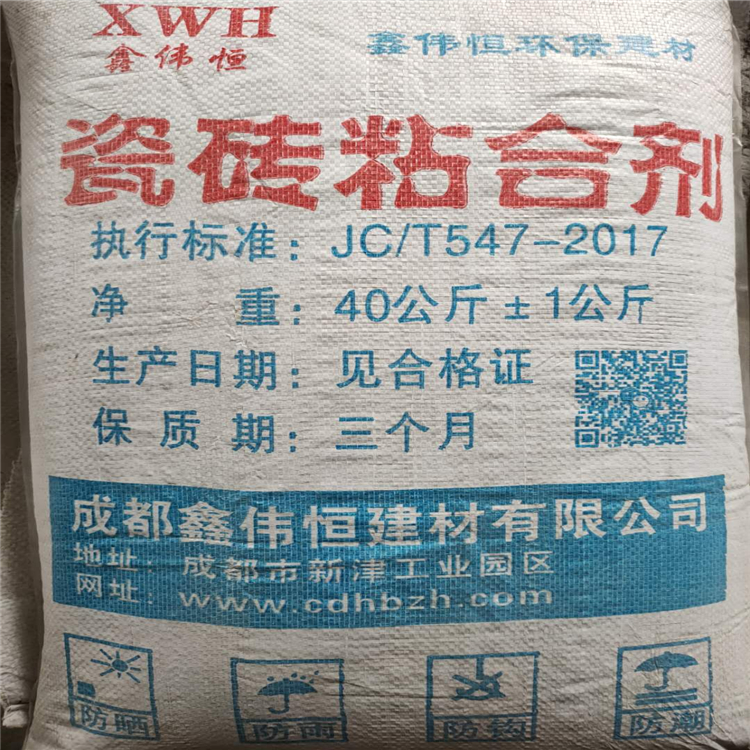 XWH
鑫伟恒
鑫伟恒环保建材
瓷砖粘合剂
执行标准：JC/T547-2017
净 重：40公斤±1公斤
生产日期：见合格证
保质期：三个月
成都鑫伟恒建材有限公司
地址：成都市新津工业园区
网址：www.cdhbzh.com
防晒 防雨 防钩 防潮